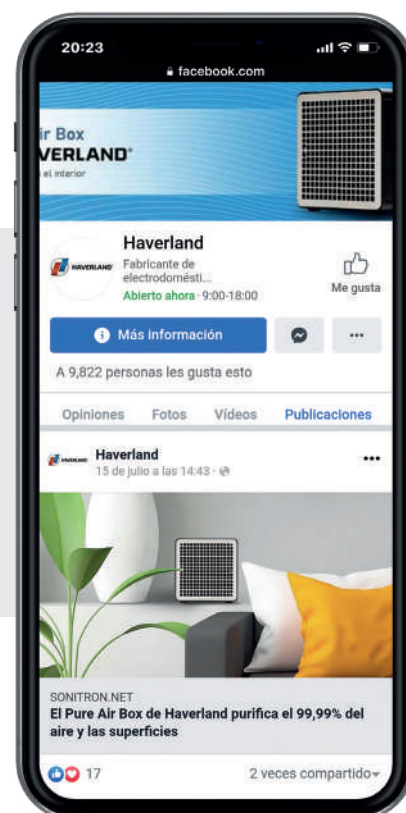 20:23
facebook.com
ir Box
VERLAND®
el interior
HAVERLAND
Haverland
Fabricante de
electrodomésti...
Abierto ahora · 9:00-18:00
Me gusta
Más información
A 9,822 personas les gusta esto
Opiniones Fotos Vídeos Publicaciones
HAVERLAND
Haverland
15 de julio a las 14:43 ·
SONITRON.NET
El Pure Air Box de Haverland purifica el 99,99% del
aire y las superficies
17 2 veces compartido